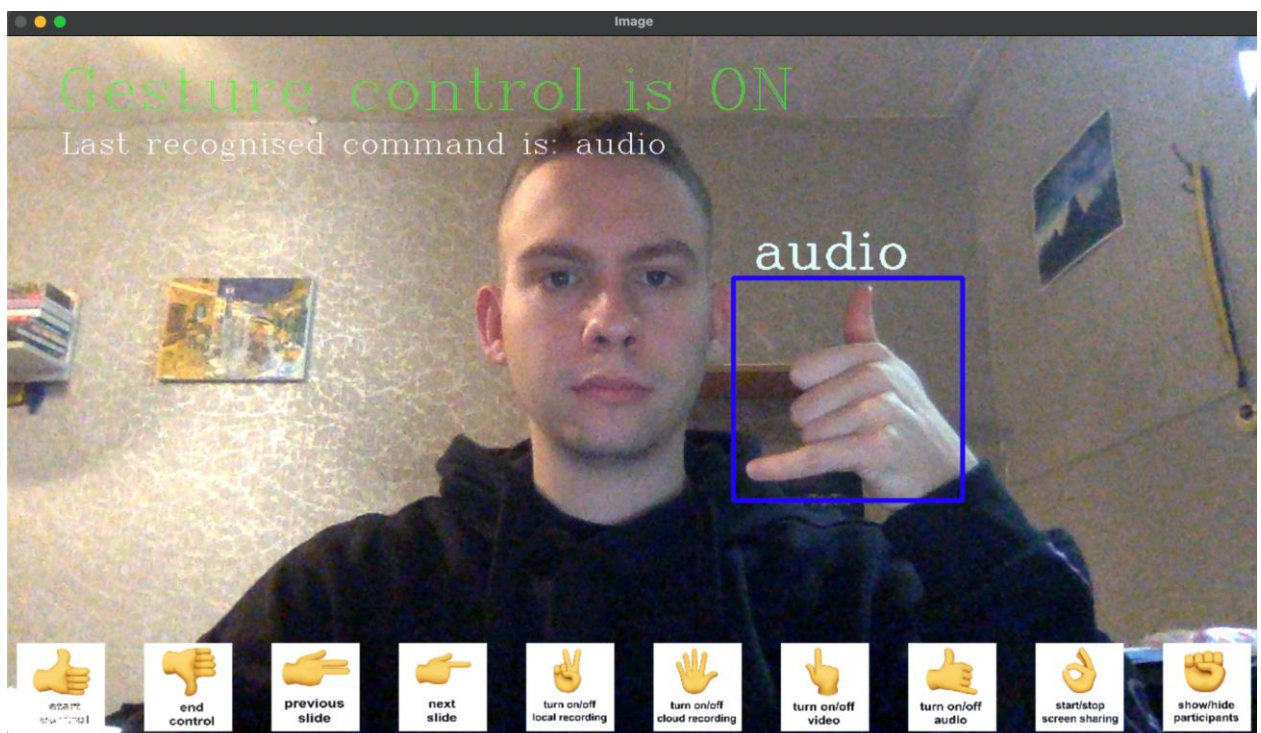 Image
Gesture control is ON
Last recognised command is: audio
audio
start
control
end
control
previous
slide
next
slide
turn on/off
local recording
turn on/off
cloud recording
turn on/off
video
turn on/off
audio
start/stop
screen sharing
show/hide
participants